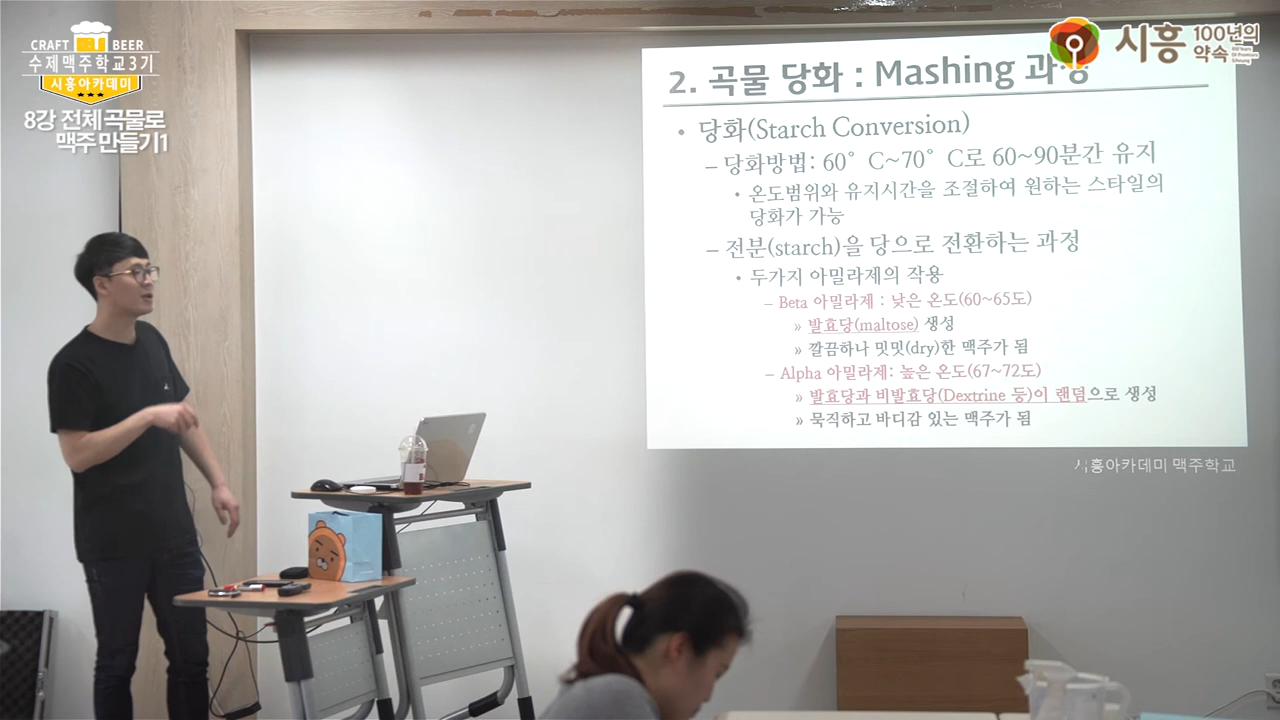 CRAFT BEER
수제맥주학교3기
시흥아카데미
8강 전체곡물로
맥주 만들기1
시흥 100년의
약속
2. 곡물 당화 : Mashing 과정
• 당화(Starch Conversion)
– 당화방법: 60°C~70°C로 60~90분간 유지
• 온도범위와 유지시간을 조절하여 원하는 스타일의
당화가 가능
– 전분(starch)을 당으로 전환하는 과정
• 두가지 아밀라제의 작용
– Beta 아밀라제 : 낮은 온도(60~65도)
» 발효당(maltose) 생성
» 깔끔하나 밋밋(dry)한 맥주가 됨
– Alpha 아밀라제: 높은 온도(67~72도)
» 발효당과 비발효당(Dextrine 등)이 랜덤으로 생성
» 묵직하고 바디감 있는 맥주가 됨
시흥아카데미 맥주학교